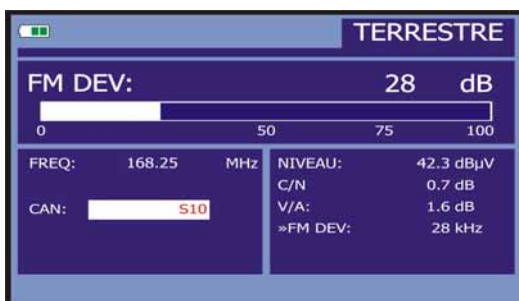 TERRESTRE
FM DEV: 28 dB
0 50 75 100
FREQ: 168.25 MHz
CAN: S10
NIVEAU: 42.3 dBµV
C/N 0.7 dB
V/A: 1.6 dB
»FM DEV: 28 kHz